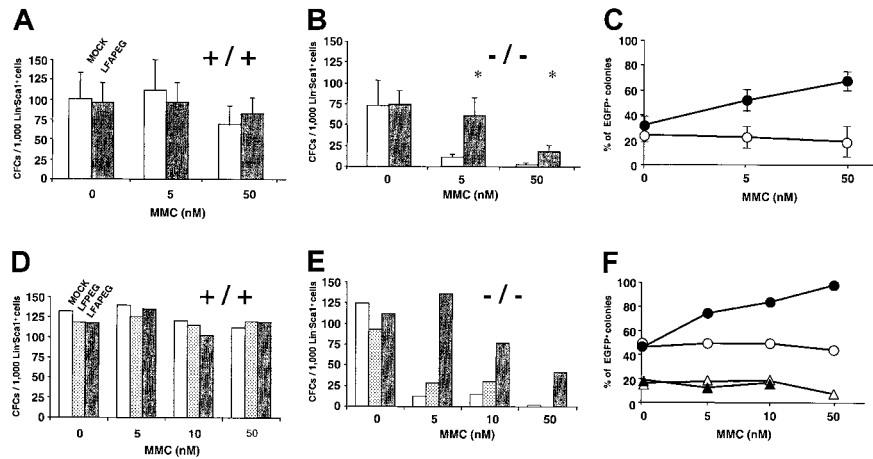 A
MOCK
LFAPEG
+ / +
CFCs / 1,000 Lin-Sca1+ cells
150
125
100
75
50
25
0
0
5
50
MMC (nM)
B
- / -
*
*
CFCs / 1,000 Lin-Sca1+ cells
150
125
100
75
50
25
0
0
5
50
MMC (nM)
C
% of EGFP+ colonies
100
80
60
40
20
0
0
5
50
MMC (nM)
D
MOCK
LFPEG
LFAPEG
+ / +
CFCs / 1,000 Lin-Sca1+ cells
150
125
100
75
50
25
0
0
5
10
50
MMC (nM)
E
- / -
CFCs / 1,000 Lin-Sca1+ cells
150
125
100
75
50
25
0
0
5
10
50
MMC (nM)
F
% of EGFP+ colonies
100
80
60
40
20
0
0
5
10
50
MMC (nM)